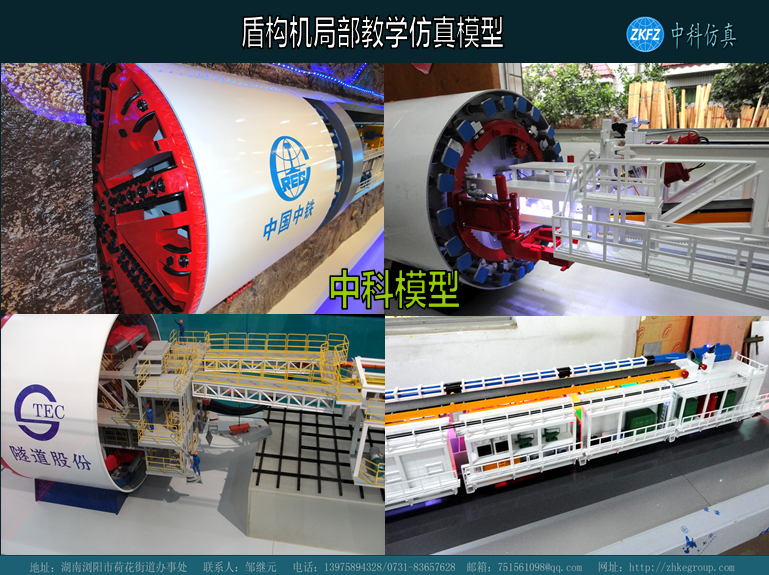 盾构机局部教学仿真模型
ZKFZ 中科仿真
CREC
中国中铁
中科模型
STEC
隧道股份
地址：湖南浏阳市荷花街道办事处 联系人：邹继元 电话：13975894328/0731-83657628 邮箱：751561098@qq.com 网址：http://zhkegroup.com/